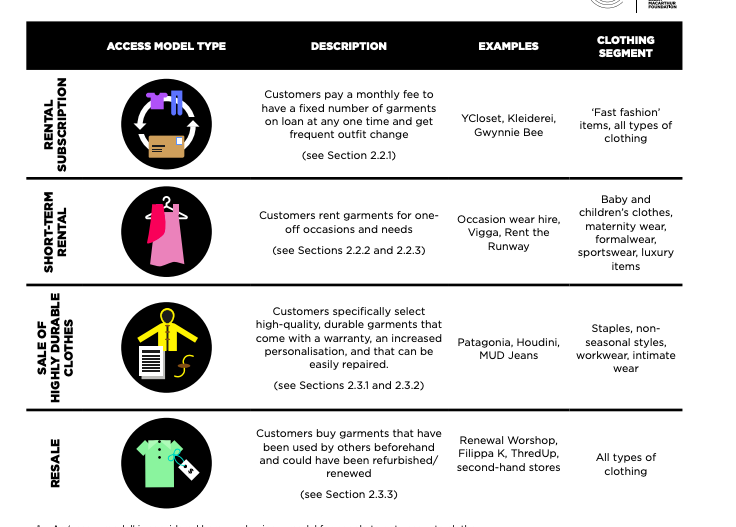 MACARTHUR
FOUNDATION
ACCESS MODEL TYPE
DESCRIPTION
EXAMPLES
CLOTHING
SEGMENT
RENTAL
SUBSCRIPTION
Customers pay a monthly fee to
have a fixed number of garments
on loan at any one time and get
frequent outfit change
(see Section 2.2.1)
YCloset, Kleiderei,
Gwynnie Bee
‘Fast fashion’
items, all types of
clothing
SHORT-TERM
RENTAL
Customers rent garments for one-
off occasions and needs
(see Sections 2.2.2 and 2.2.3)
Occasion wear hire,
Vigga, Rent the
Runway
Baby and
children’s clothes,
maternity wear,
formalwear,
sportswear, luxury
items
SALE OF
HIGHLY DURABLE
CLOTHES
Customers specifically select
high-quality, durable garments that
come with a warranty, an increased
personalisation, and that can be
easily repaired.
(see Sections 2.3.1 and 2.3.2)
Patagonia, Houdini,
MUD Jeans
Staples, non-
seasonal styles,
workwear, intimate
wear
RESALE
$
Customers buy garments that have
been used by others beforehand
and could have been refurbished/
renewed
(see Section 2.3.3)
Renewal Worshop,
Filippa K, ThredUp,
second-hand stores
All types of
clothing